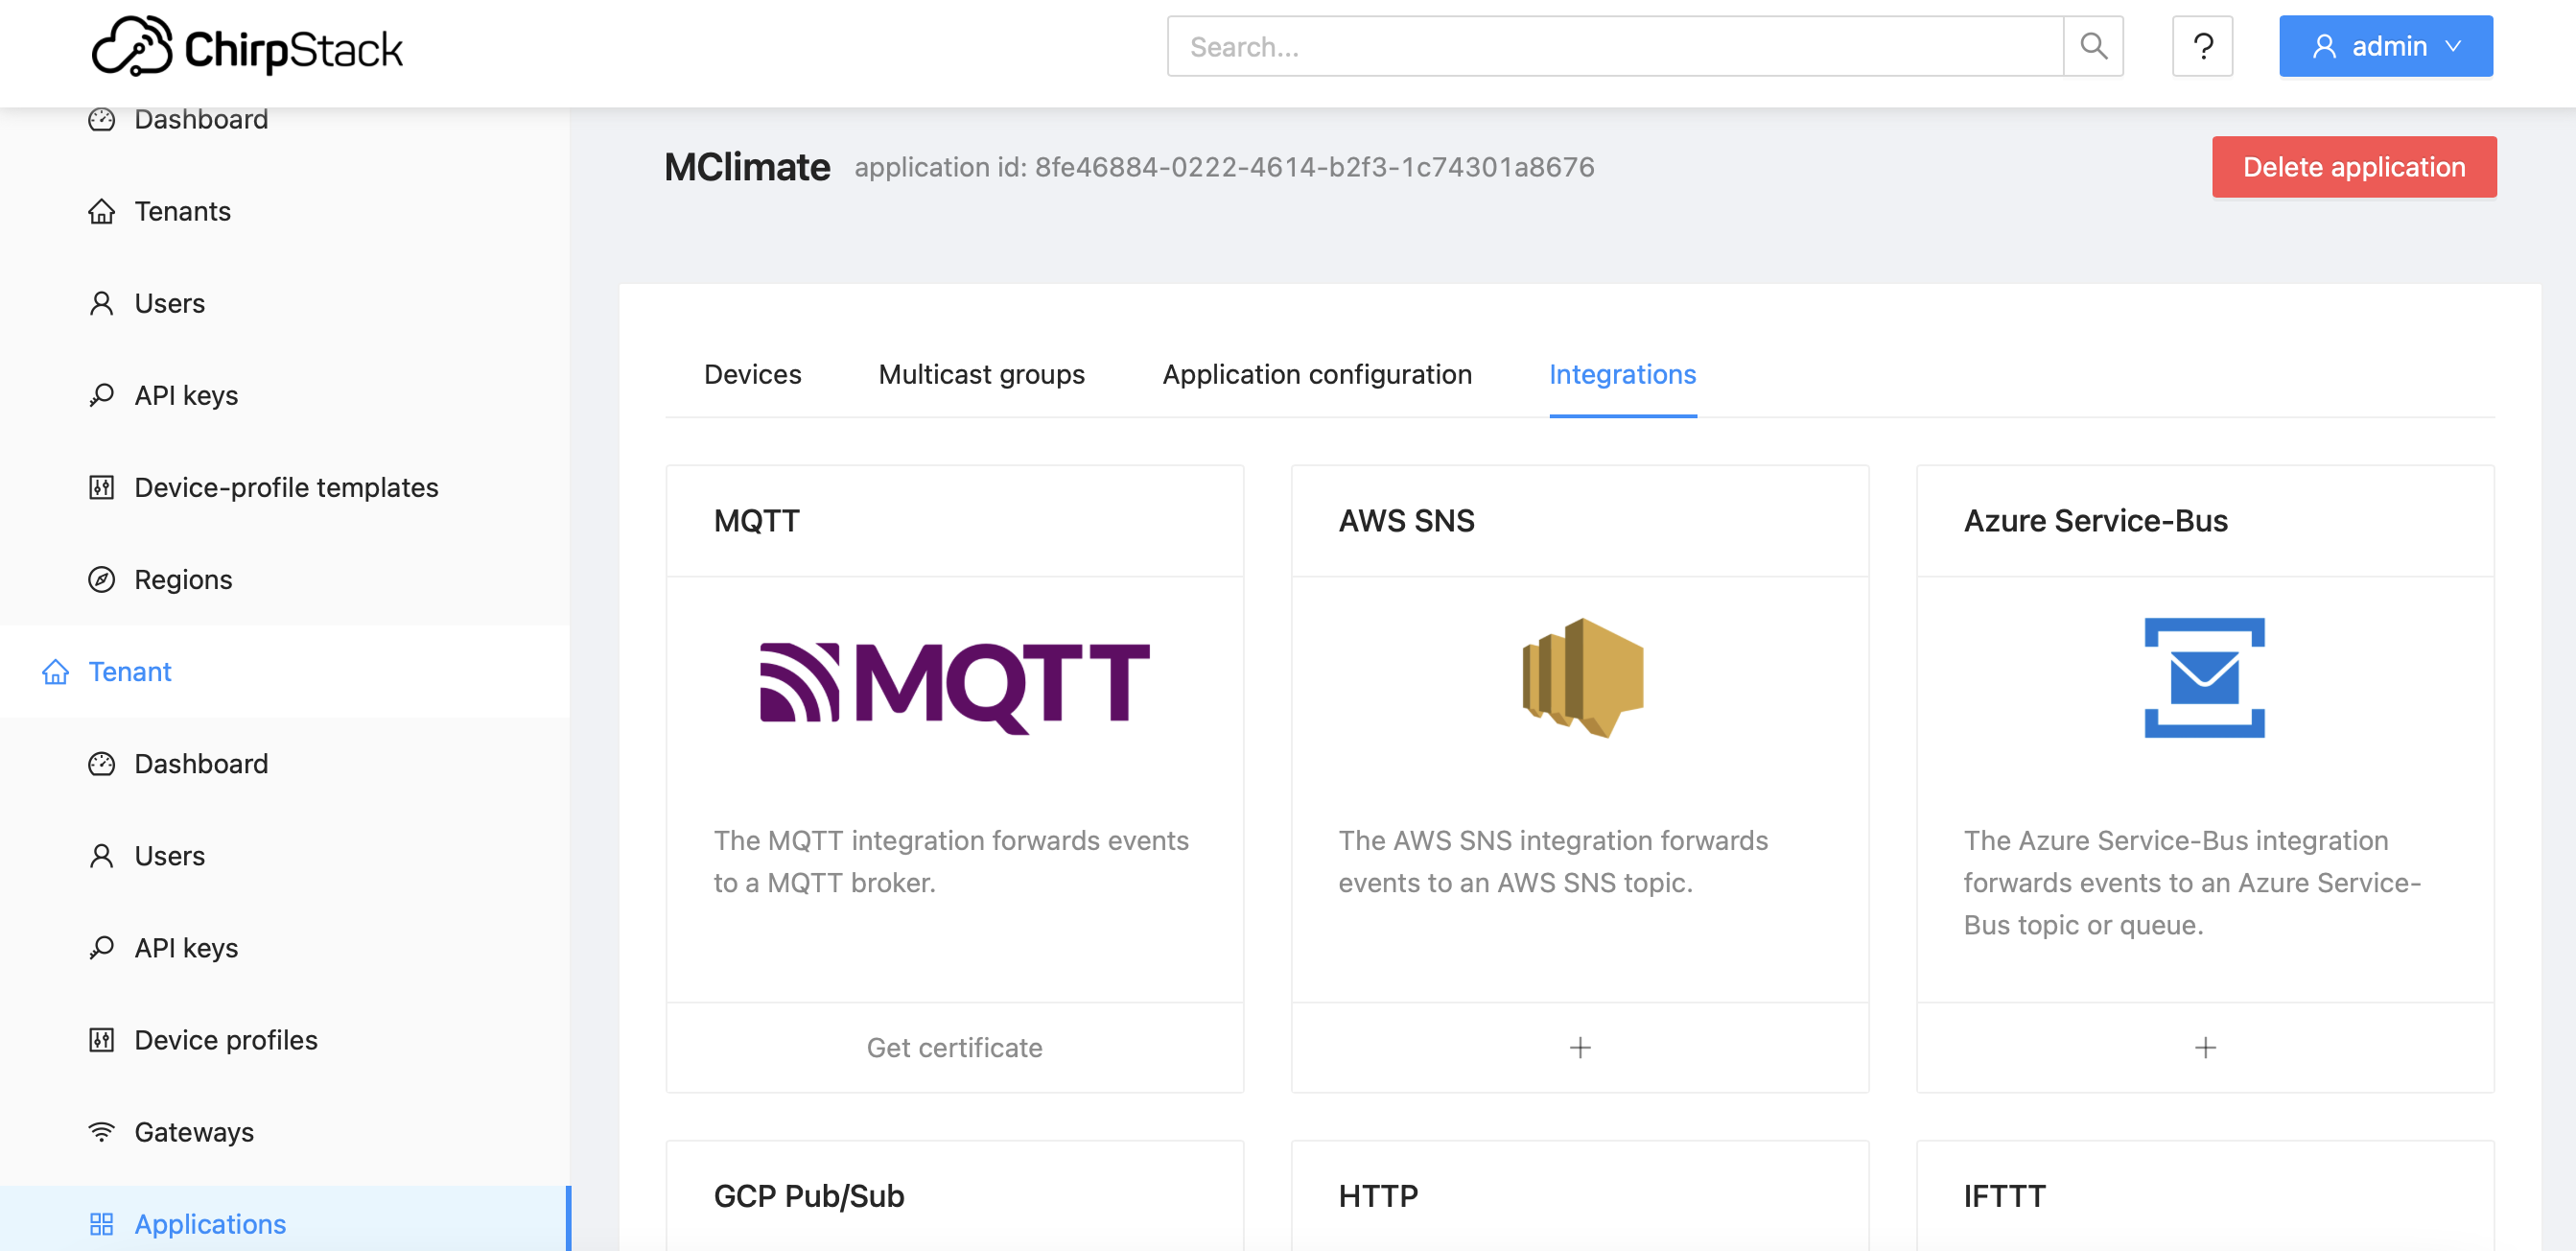 ChirpStack
Search...
?
admin
Dashboard
Tenants
Users
API keys
Device-profile templates
Regions
Tenant
Dashboard
Users
API keys
Device profiles
Gateways
Applications
MClimate application id: 8fe46884-0222-4614-b2f3-1c74301a8676
Delete application
Devices Multicast groups Application configuration Integrations
MQTT
MQTT
The MQTT integration forwards events
to a MQTT broker.
Get certificate
AWS SNS
The AWS SNS integration forwards
events to an AWS SNS topic.
+
Azure Service-Bus
The Azure Service-Bus integration
forwards events to an Azure Service-
Bus topic or queue.
+
GCP Pub/Sub
HTTP
IFTTT